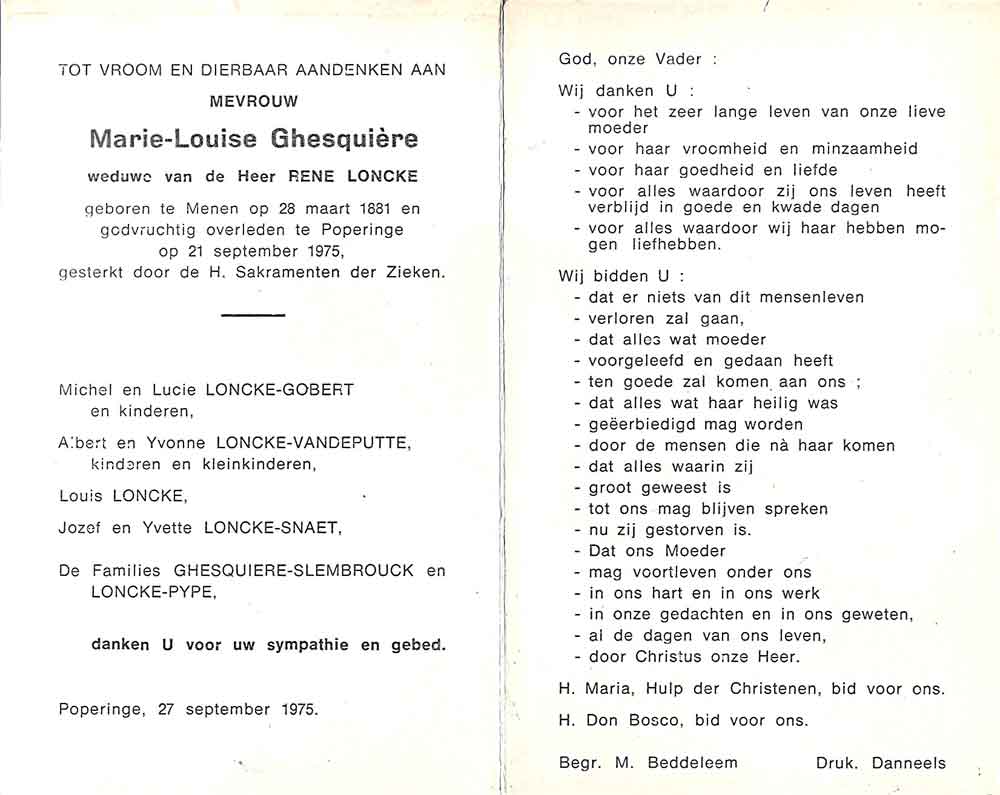 TOT VROOM EN DIERBAAR AANDENKEN AAN
MEVROUW
Marie-Louise Ghesquière
weduwe van de Heer RENE LONCKE
geboren te Menen op 28 maart 1881 en
godvruchtig overleden te Poperinge
op 21 september 1975,
gesterkt door de H. Sakramenten der Zieken.
Michel en Lucie LONCKE-GOBERT
en kinderen,
Albert en Yvonne LONCKE-VANDEPUTTE,
kinderen en kleinkinderen,
Louis LONCKE,
Jozef en Yvette LONCKE-SNAET,
De Families GHESQUIERE-SLEMBROUCK en
LONCKE-PYPE,
danken U voor uw sympathie en gebed.
Poperinge, 27 september 1975.
God, onze Vader :
Wij danken U :
- voor het zeer lange leven van onze lieve
moeder
- voor haar vroomheid en minzaamheid
- voor haar goedheid en liefde
- voor alles waardoor zij ons leven heeft
verblijd in goede en kwade dagen
- voor alles waardoor wij haar hebben mo-
gen liefhebben.
Wij bidden U :
- dat er niets van dit mensenleven
- verloren zal gaan,
- dat alles wat moeder
- voorgeleefd en gedaan heeft
- ten goede zal komen aan ons ;
- dat alles wat haar heilig was
- geëerbiedigd mag worden
- door de mensen die nà haar komen
- dat alles waarin zij
- groot geweest is
- tot ons mag blijven spreken
- nu zij gestorven is.
- Dat ons Moeder
- mag voortleven onder ons
- in ons hart en in ons werk
- in onze gedachten en in ons geweten,
- al de dagen van ons leven,
- door Christus onze Heer.
H. Maria, Hulp der Christenen, bid voor ons.
H. Don Bosco, bid voor ons.
Begr. M. Beddeleem Druk. Danneels